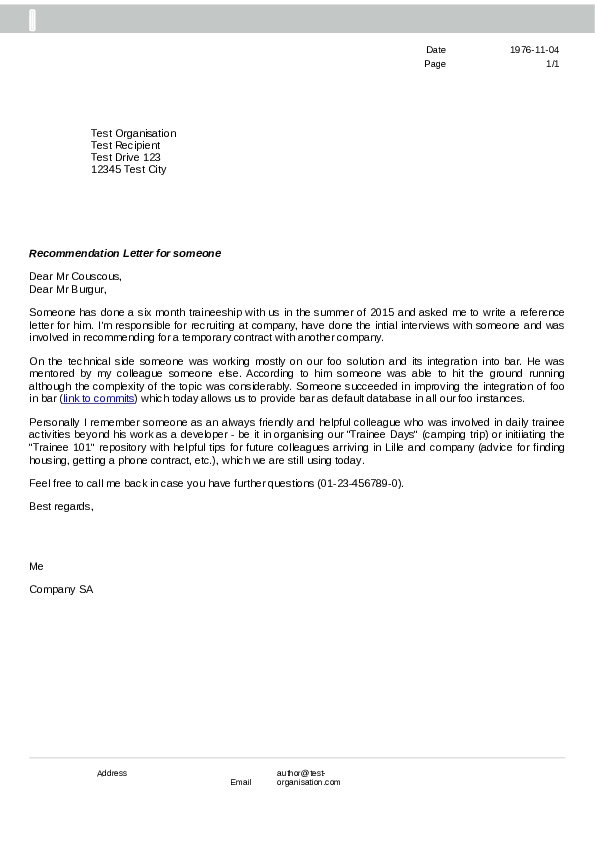 Date 1976-11-04
Page 1/1
Test Organisation
Test Recipient
Test Drive 123
12345 Test City
Recommendation Letter for someone
Dear Mr Couscous,
Dear Mr Burgur,
Someone has done a six month traineeship with us in the summer of 2015 and asked me to write a reference
letter for him. I'm responsible for recruiting at company, have done the intial interviews with someone and was
involved in recommending for a temporary contract with another company.
On the technical side someone was working mostly on our foo solution and its integration into bar. He was
mentored by my colleague someone else. According to him someone was able to hit the ground running
although the complexity of the topic was considerably. Someone succeeded in improving the integration of foo
in bar (link to commits) which today allows us to provide bar as default database in all our foo instances.
Personally I remember someone as an always friendly and helpful colleague who was involved in daily trainee
activities beyond his work as a developer - be it in organising our "Trainee Days" (camping trip) or initiating the
"Trainee 101" repository with helpful tips for future colleagues arriving in Lille and company (advice for finding
housing, getting a phone contract, etc.), which we are still using today.
Feel free to call me back in case you have further questions (01-23-456789-0).
Best regards,
Me
Company SA
Address
Email author@test-
organisation.com